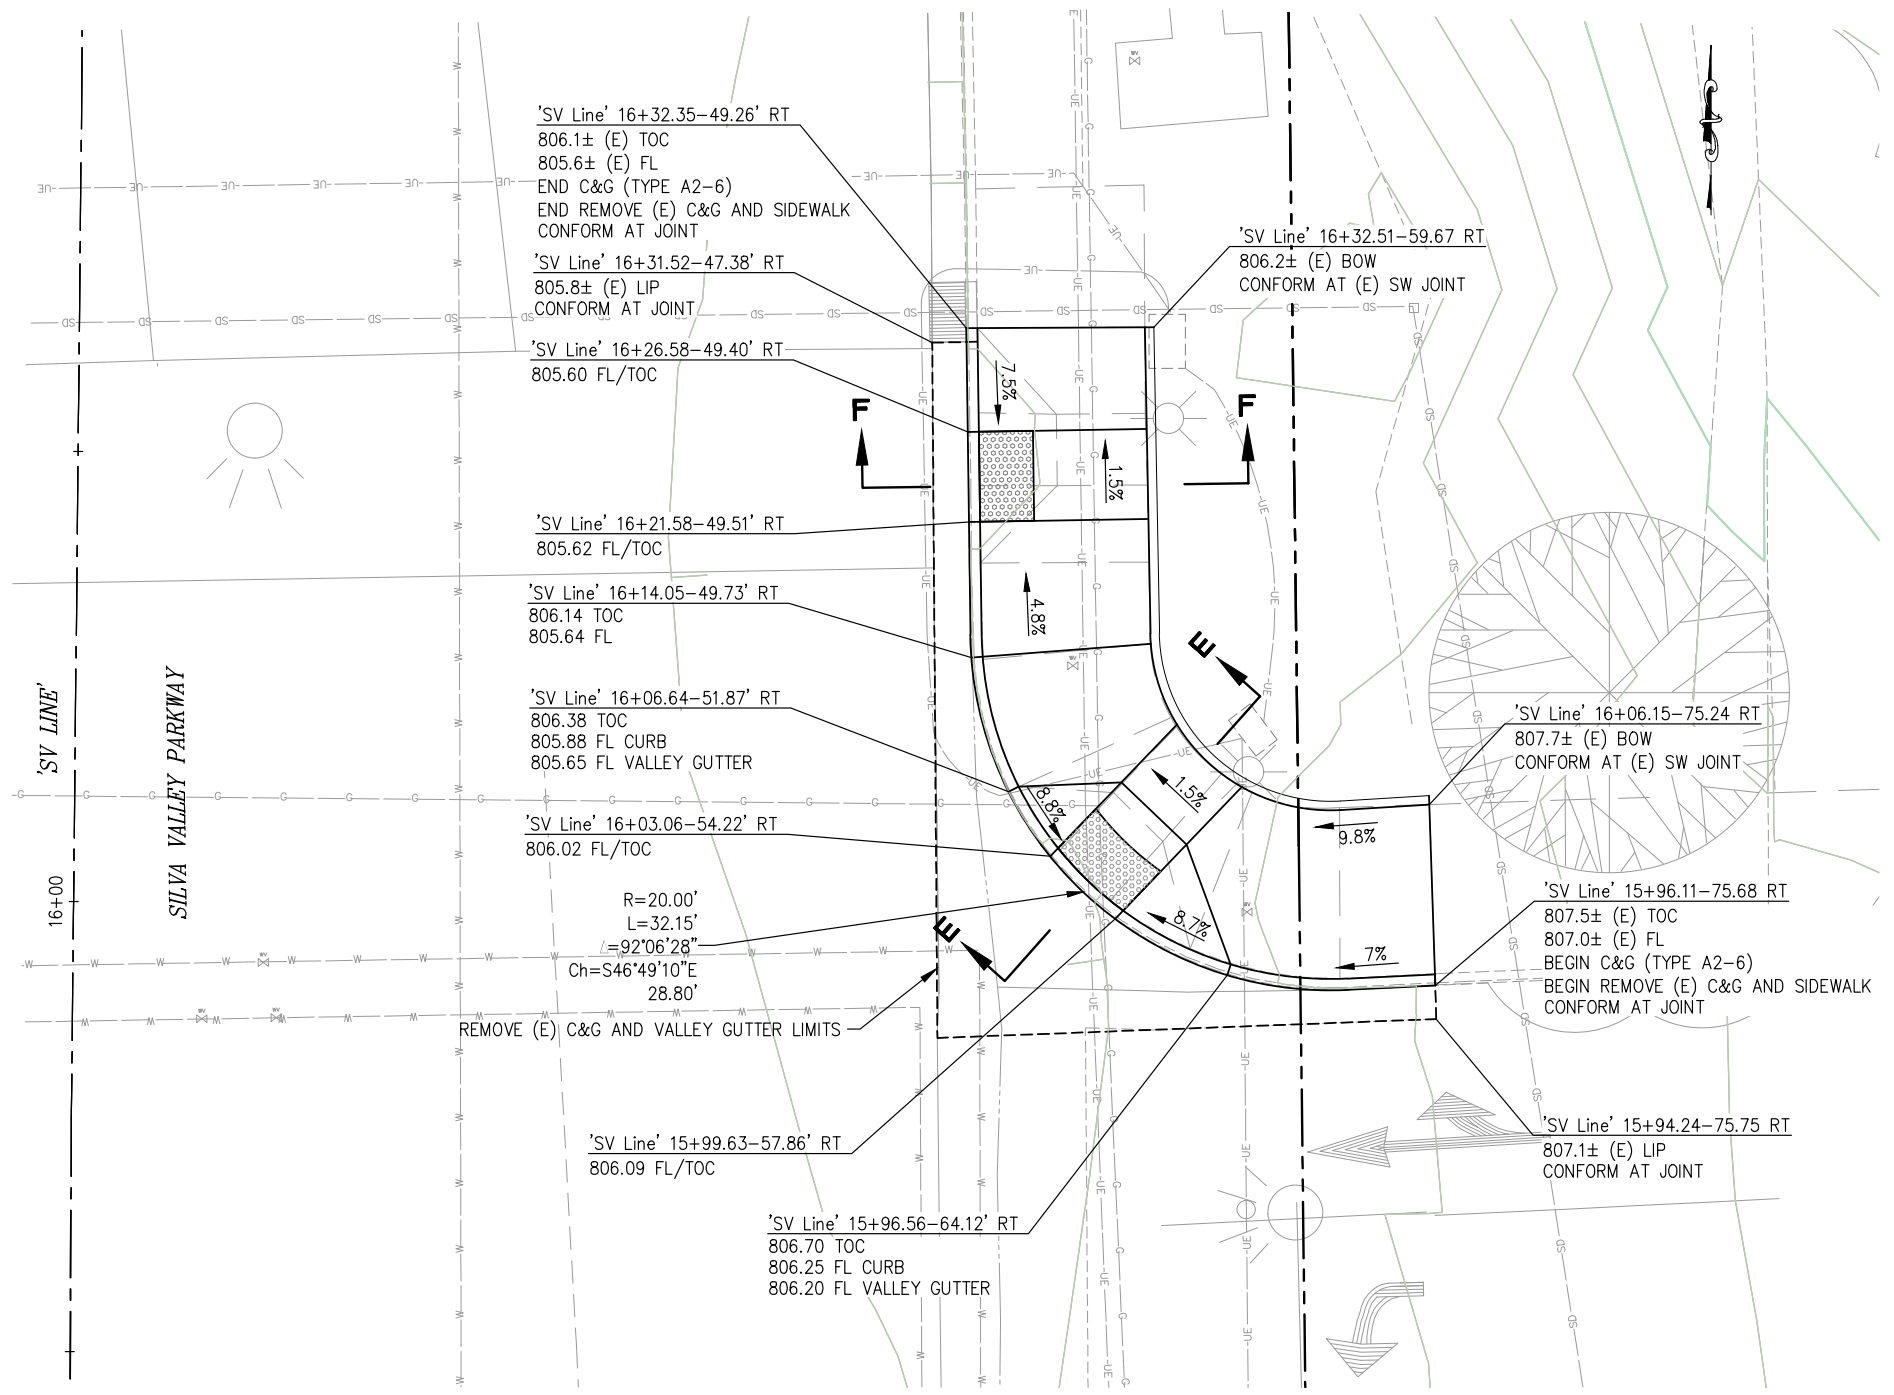 'SV Line' 16+32.35-49.26' RT
806.1± (E) TOC
805.6± (E) FL
END C&G (TYPE A2-6)
END REMOVE (E) C&G AND SIDEWALK
CONFORM AT JOINT
'SV Line' 16+31.52-47.38' RT
805.8± (E) LIP
CONFORM AT JOINT
'SV Line' 16+26.58-49.40' RT
805.60 FL/TOC
'SV Line' 16+32.51-59.67 RT
806.2± (E) BOW
CONFORM AT (E) SW JOINT
7.5%
F
F
1.5%
'SV Line' 16+21.58-49.51' RT
805.62 FL/TOC
'SV Line' 16+14.05-49.73' RT
806.14 TOC
805.64 FL
4.8%
E
'SV Line' 16+06.64-51.87' RT
806.38 TOC
805.88 FL CURB
805.65 FL VALLEY GUTTER
'SV Line' 16+06.15-75.24 RT
807.7± (E) BOW
CONFORM AT (E) SW JOINT
'SV LINE'
SILVA VALLEY PARKWAY
16+00
8.8%
1.5%
9.8%
'SV Line' 16+03.06-54.22' RT
806.02 FL/TOC
R=20.00'
L=32.15'
△=92°06'28"
Ch=S46°49'10"E
28.80'
E
8.7%
7%
'SV Line' 15+96.11-75.68 RT
807.5± (E) TOC
807.0± (E) FL
BEGIN C&G (TYPE A2-6)
BEGIN REMOVE (E) C&G AND SIDEWALK
CONFORM AT JOINT
REMOVE (E) C&G AND VALLEY GUTTER LIMITS
'SV Line' 15+99.63-57.86' RT
806.09 FL/TOC
'SV Line' 15+94.24-75.75 RT
807.1± (E) LIP
CONFORM AT JOINT
'SV Line' 15+96.56-64.12' RT
806.70 TOC
806.25 FL CURB
806.20 FL VALLEY GUTTER